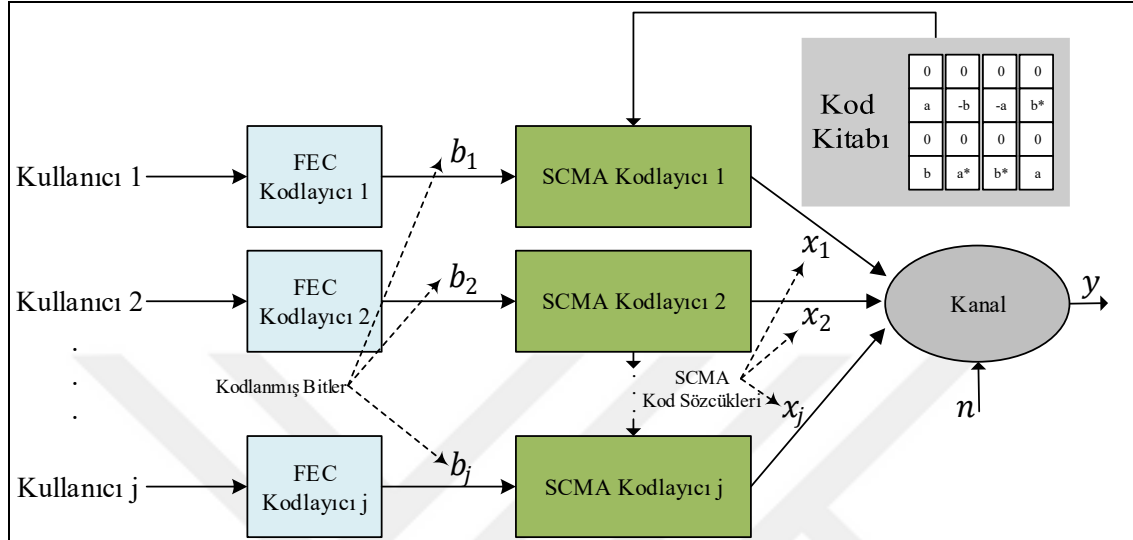 Kod
Kitabı
0 0 0 0
a -b -a b*
0 0 0 0
b a* b* a
Kullanıcı 1
FEC
Kodlayıcı 1
b₁
SCMA Kodlayıcı 1
Kullanıcı 2
FEC
Kodlayıcı 2
b₂
SCMA Kodlayıcı 2
x₁
x₂
Kanal
y
.
.
.
Kodlanmış Bitler
.
.
.
SCMA
Kod Sözcükleri
xⱼ
n
Kullanıcı j
FEC
Kodlayıcı j
bⱼ
SCMA Kodlayıcı j